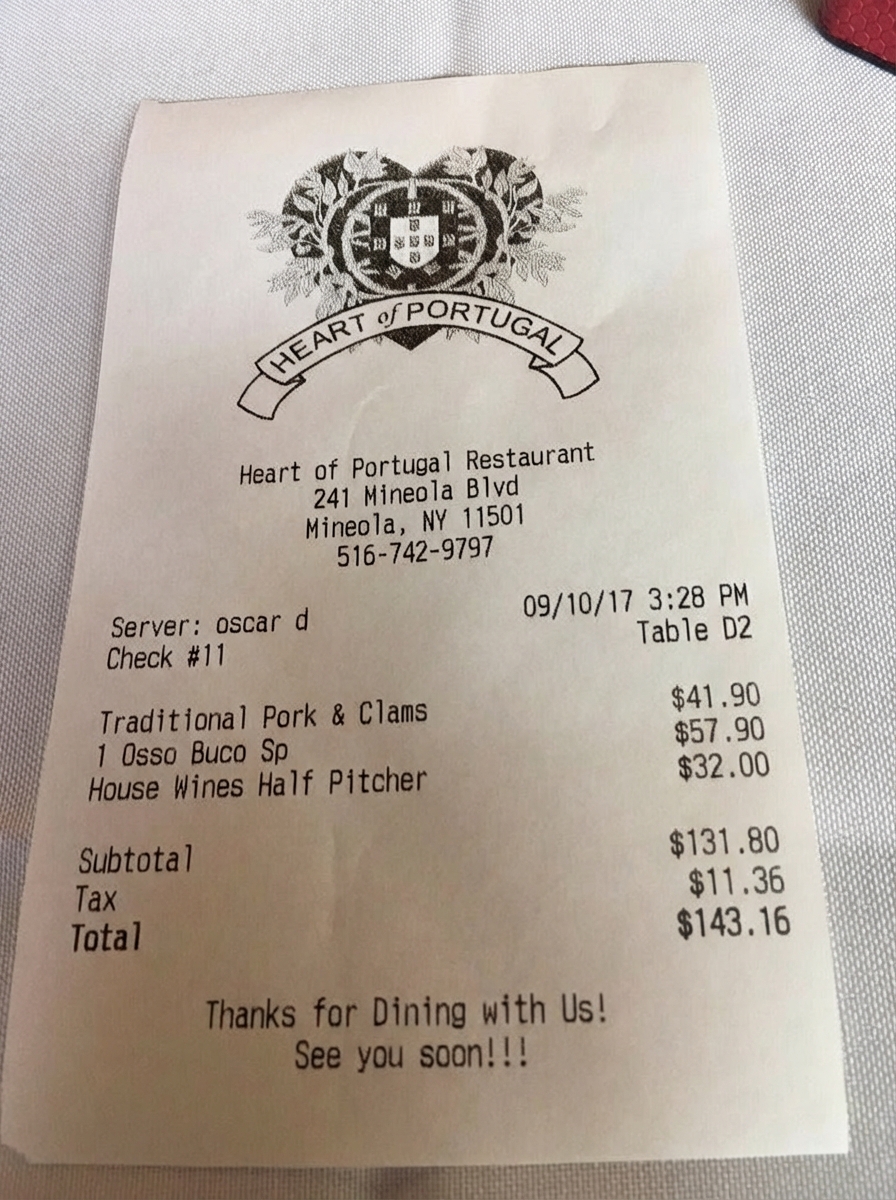 HEART of PORTUGAL
Heart of Portugal Restaurant
241 Mineola Blvd
Mineola, NY 11501
516-742-9797
Server: oscar d 09/10/17 3:28 PM
Check #11 Table D2
Traditional Pork & Clams $41.90
1 Osso Buco Sp $57.90
House Wines Half Pitcher $32.00
Subtotal $131.80
Tax $11.36
Total $143.16
Thanks for Dining with Us!
See you soon!!!